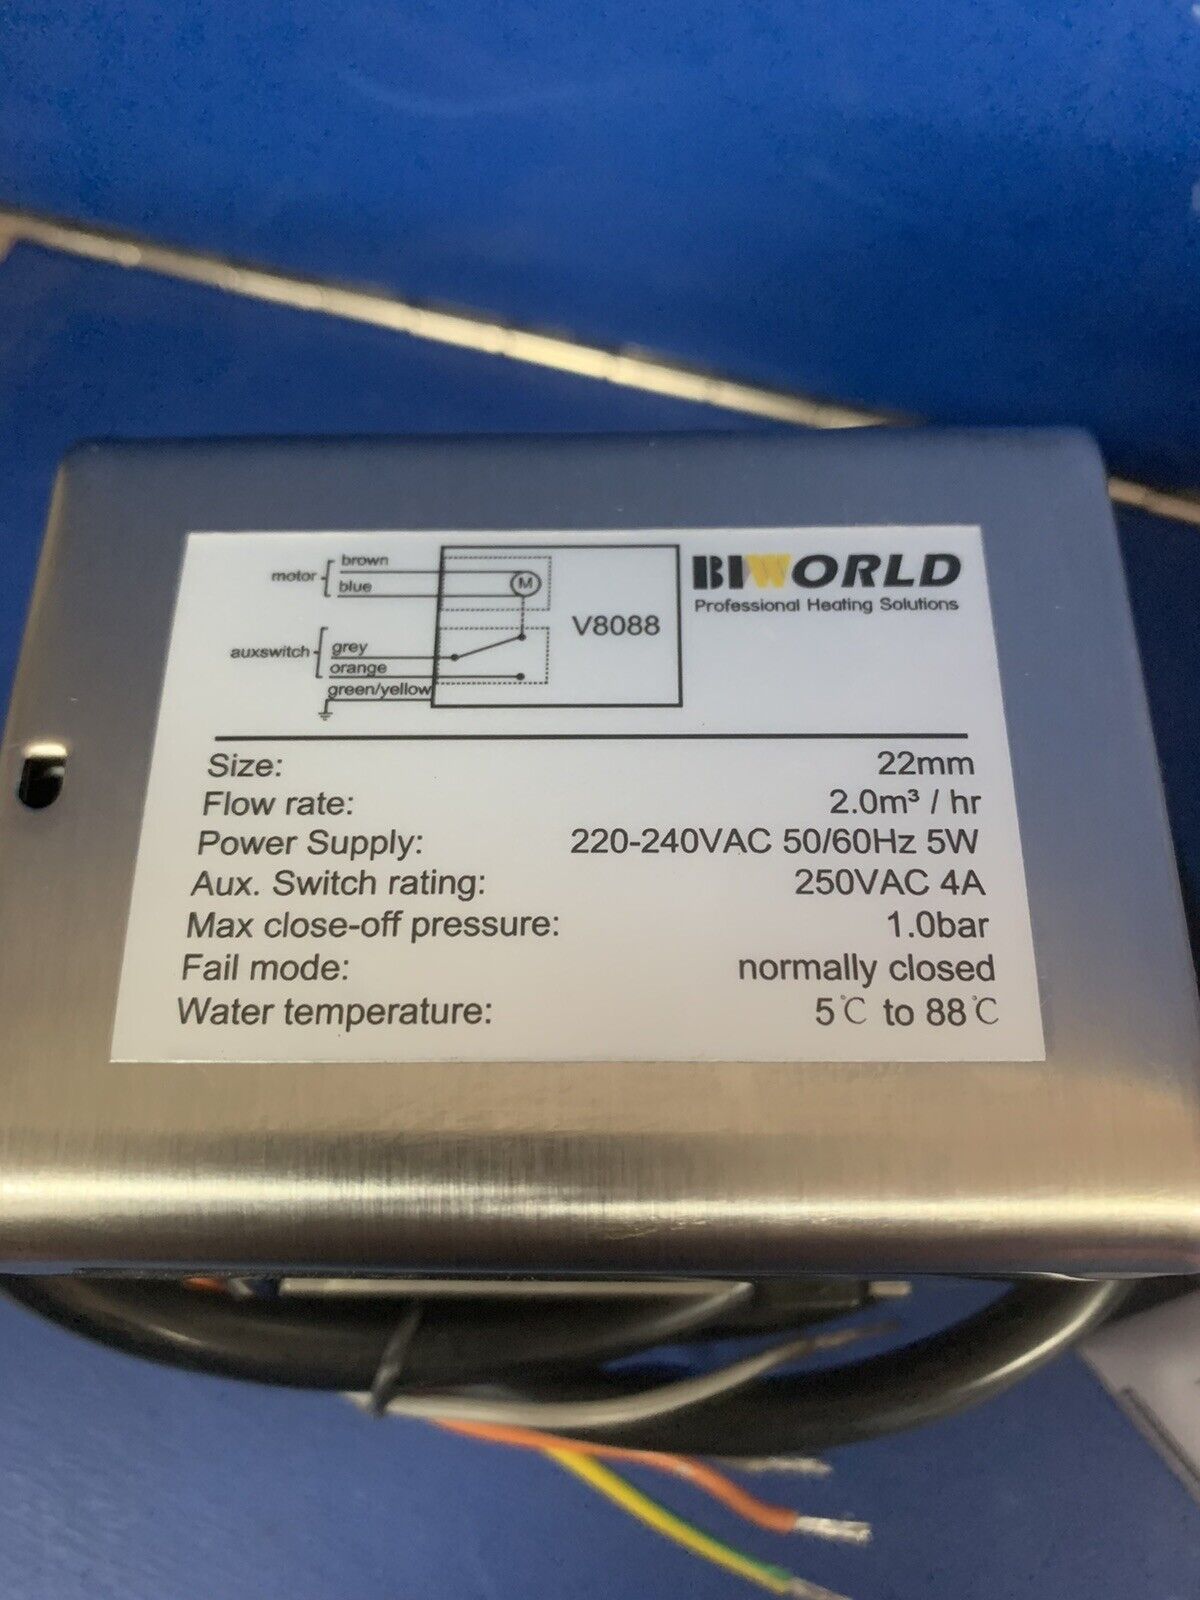 brown
motor
blue
M
V8088
BIWORLD
Professional Heating Solutions
auxswitch
grey
orange
green/yellow
Size: 22mm
Flow rate: 2.0m³ / hr
Power Supply: 220-240VAC 50/60Hz 5W
Aux. Switch rating: 250VAC 4A
Max close-off pressure: 1.0bar
Fail mode: normally closed
Water temperature: 5℃ to 88℃